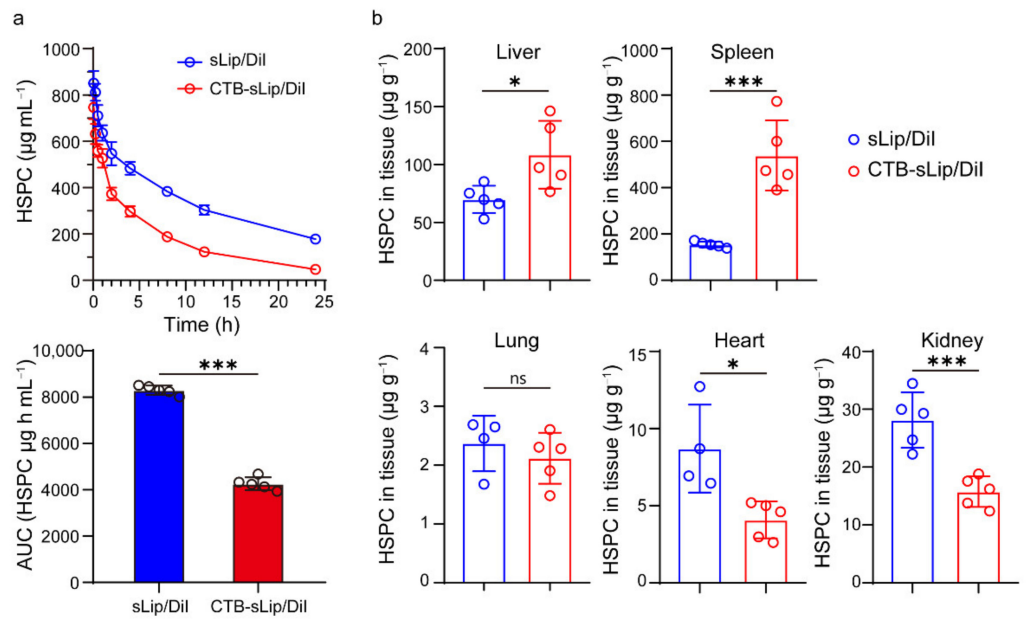 a
HSPC (µg mL⁻¹)
1000
800
600
400
200
0
0 5 10 15 20 25
Time (h)
sLip/DiI
CTB-sLip/DiI
AUC (HSPC µg h mL⁻¹)
10,000
8000
6000
4000
2000
0
***
sLip/DiI CTB-sLip/DiI
b
Liver
HSPC in tissue (µg g⁻¹)
200
150
100
50
0
*
Spleen
HSPC in tissue (µg g⁻¹)
1000
800
600
400
200
0
***
sLip/DiI
CTB-sLip/DiI
Lung
HSPC in tissue (µg g⁻¹)
4
3
2
1
0
ns
Heart
HSPC in tissue (µg g⁻¹)
15
10
5
0
*
Kidney
HSPC in tissue (µg g⁻¹)
40
30
20
10
0
***